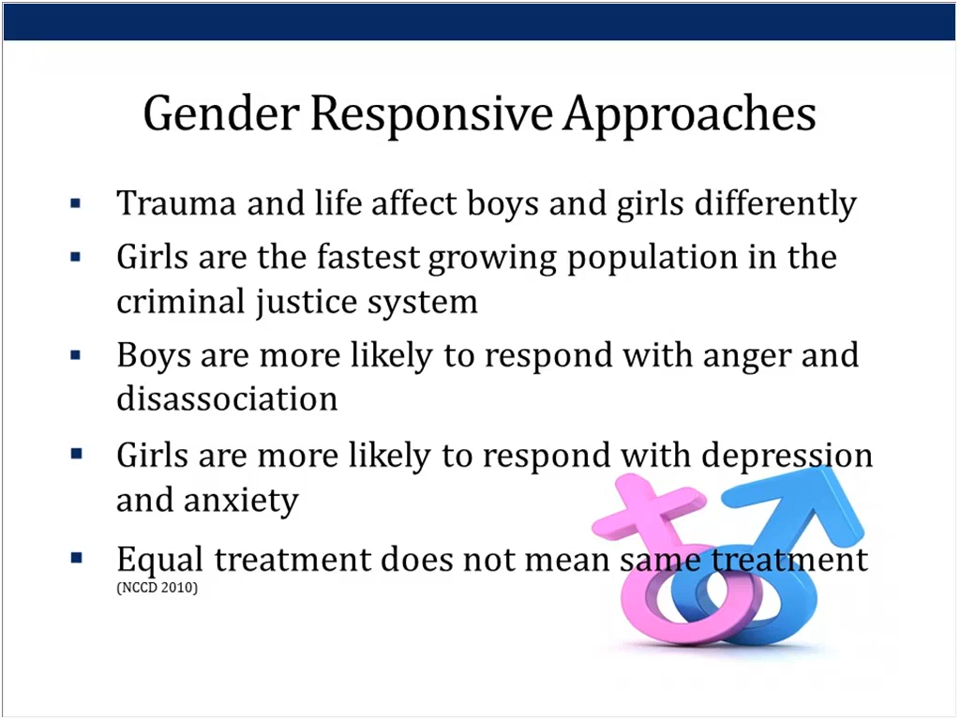 Gender Responsive Approaches
▪ Trauma and life affect boys and girls differently
▪ Girls are the fastest growing population in the
criminal justice system
▪ Boys are more likely to respond with anger and
disassociation
▪ Girls are more likely to respond with depression
and anxiety
▪ Equal treatment does not mean same treatment
(NCCD 2010)